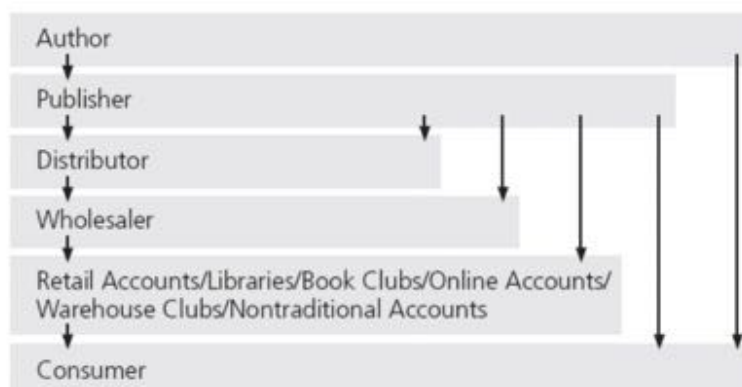 Author
Publisher
Distributor
Wholesaler
Retail Accounts/Libraries/Book Clubs/Online Accounts/
Warehouse Clubs/Nontraditional Accounts
Consumer